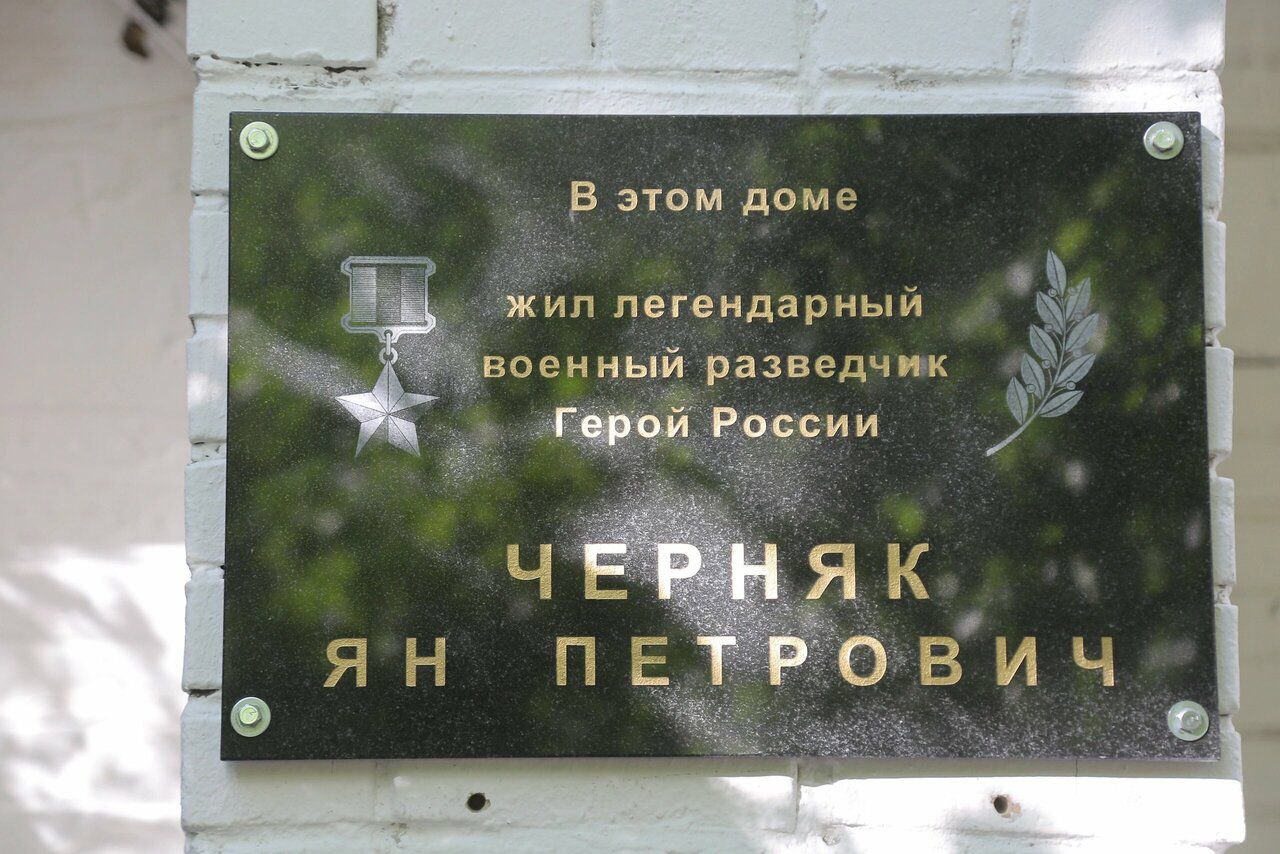 В этом доме
жил легендарный
военный разведчик
Герой России
ЧЕРНЯК
ЯН ПЕТРОВИЧ